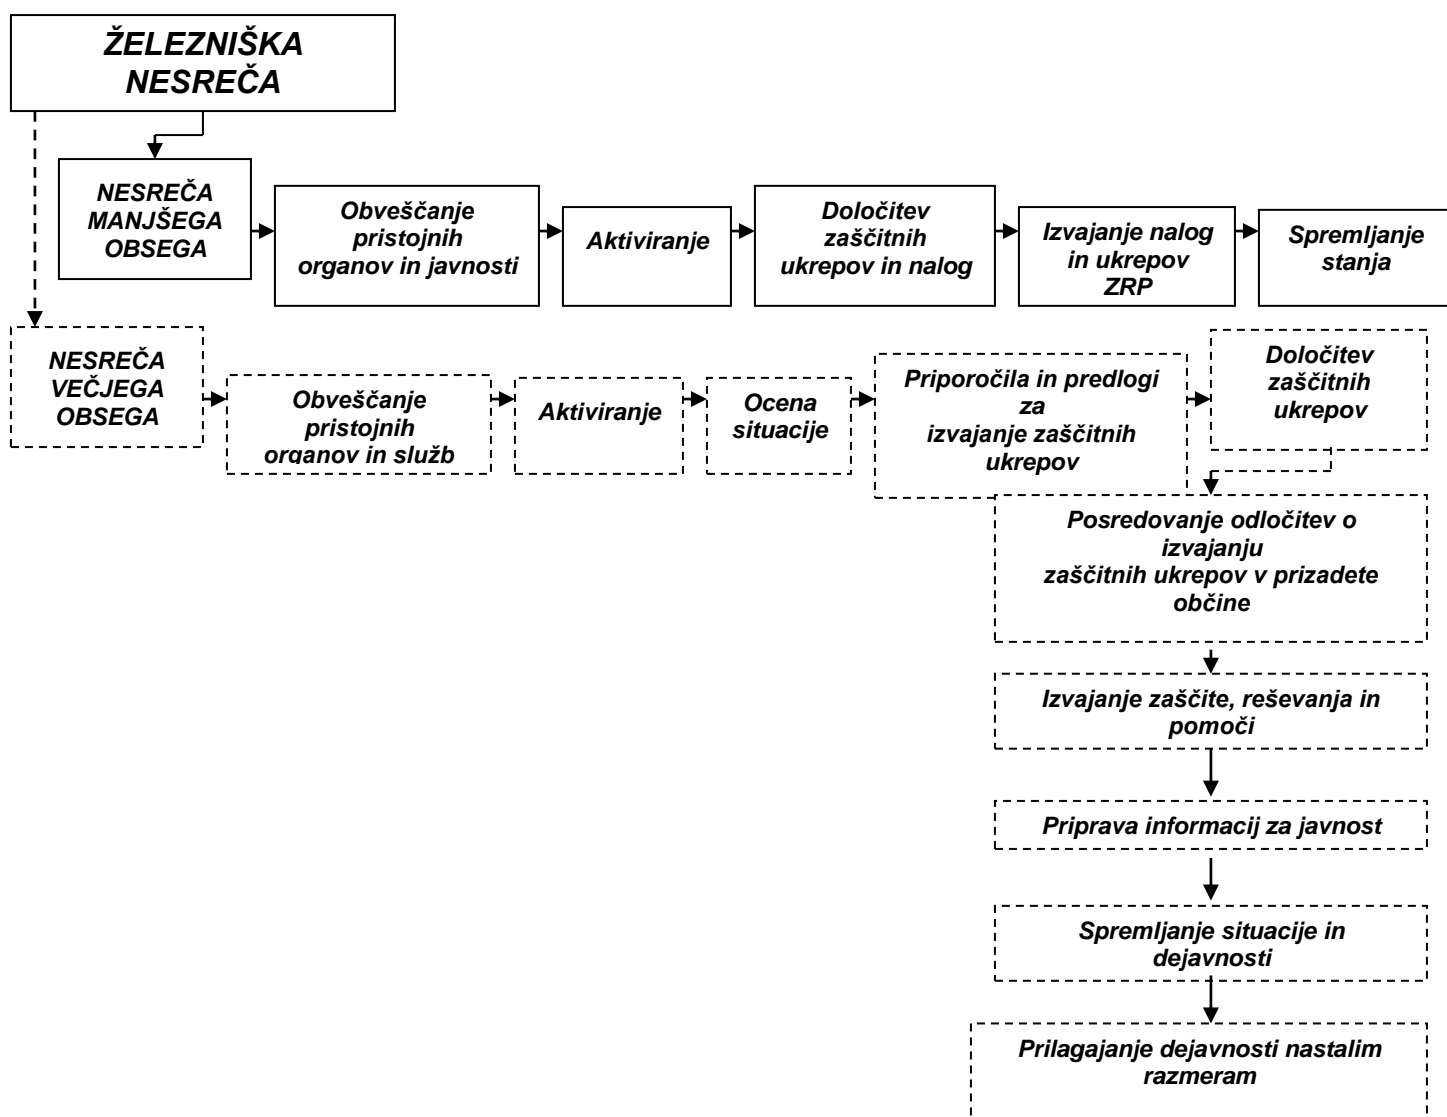 ŽELEZNIŠKA
NESREČA
NESREČA
MANJŠEGA
OBSEGA
Obveščanje
pristojnih
organov in javnosti
Aktiviranje
Določitev
zaščitnih
ukrepov in nalog
Izvajanje nalog
in ukrepov
ZRP
Spremljanje
stanja
NESREČA
VEČJEGA
OBSEGA
Obveščanje
pristojnih
organov in služb
Aktiviranje
Ocena
situacije
Priporočila in predlogi
za
izvajanje zaščitnih
ukrepov
Določitev
zaščitnih
ukrepov
Posredovanje odločitev o
izvajanju
zaščitnih ukrepov v prizadete
občine
Izvajanje zaščite, reševanja in
pomoči
Priprava informacij za javnost
Spremljanje situacije in
dejavnosti
Prilagajanje dejavnosti nastalim
razmeram